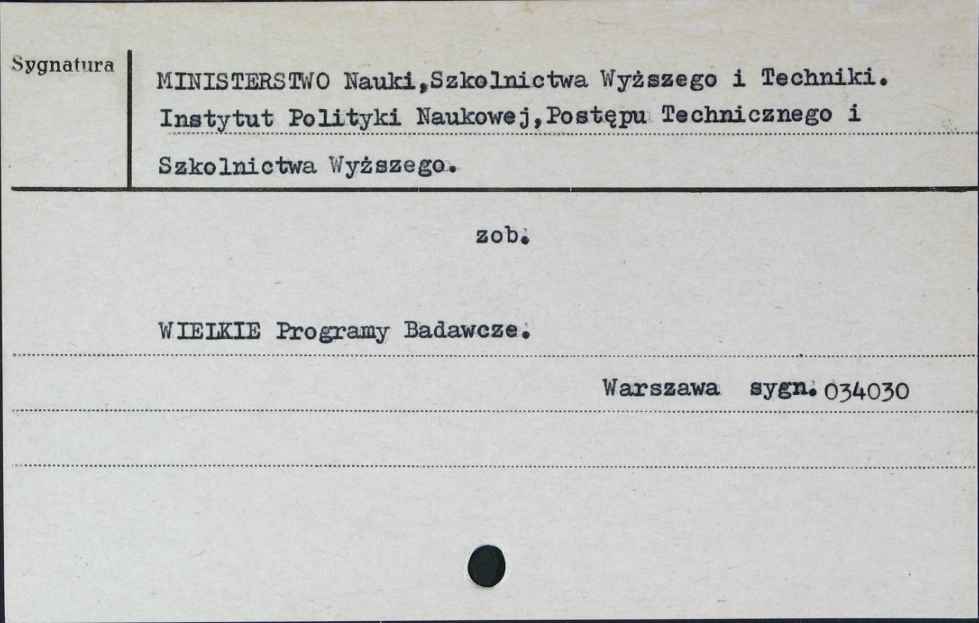 Sygnatura
MINISTERSTWO Nauki,Szkolnictwa Wyższego i Techniki.
Instytut Polityki Naukowej,Postępu Technicznego i
Szkolnictwa Wyższego.
zob.
WIELKIE Programy Badawcze.
Warszawa sygn. 034030